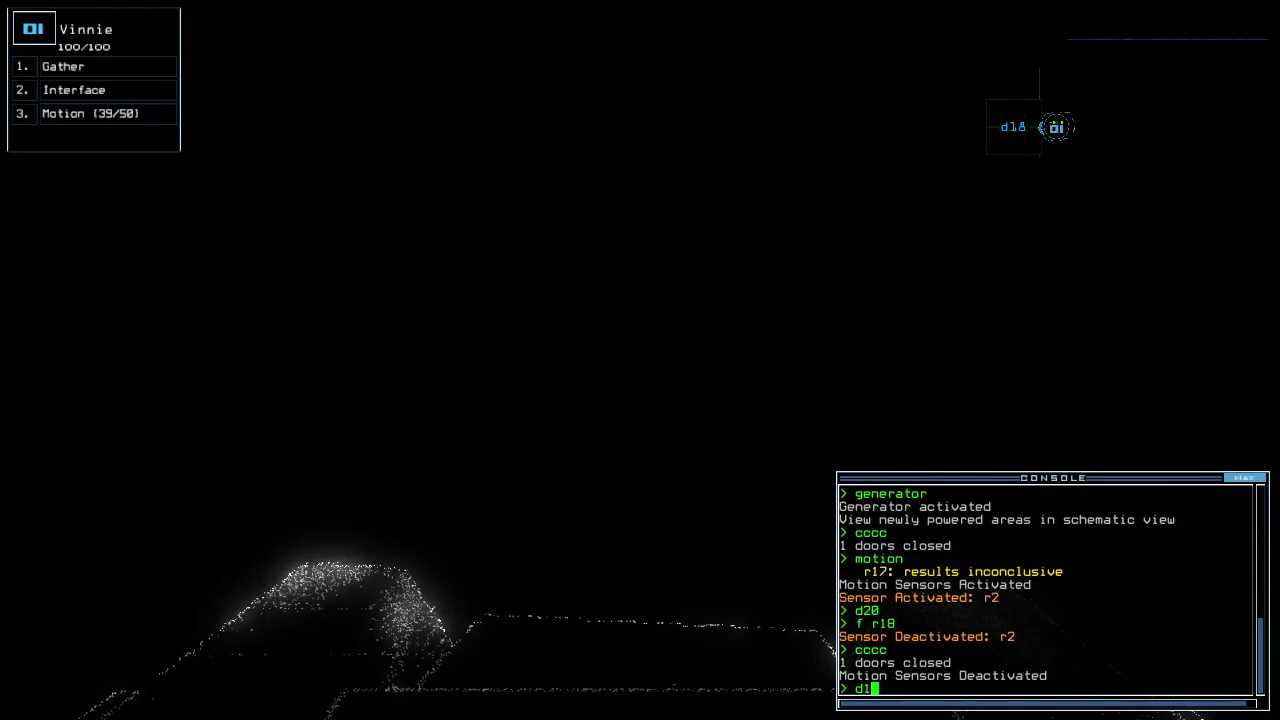 Vinnie
100/100
1. Gather
2. Interface
3. Motion (39/50)
d18
CONSOLE
MAX
> generator
Generator activated
View newly powered areas in schematic view
> cccc
1 doors closed
> motion
r17: results inconclusive
Motion Sensors Activated
Sensor Activated: r2
> d20
> f r18
Sensor Deactivated: r2
> cccc
1 doors closed
Motion Sensors Deactivated
> d1